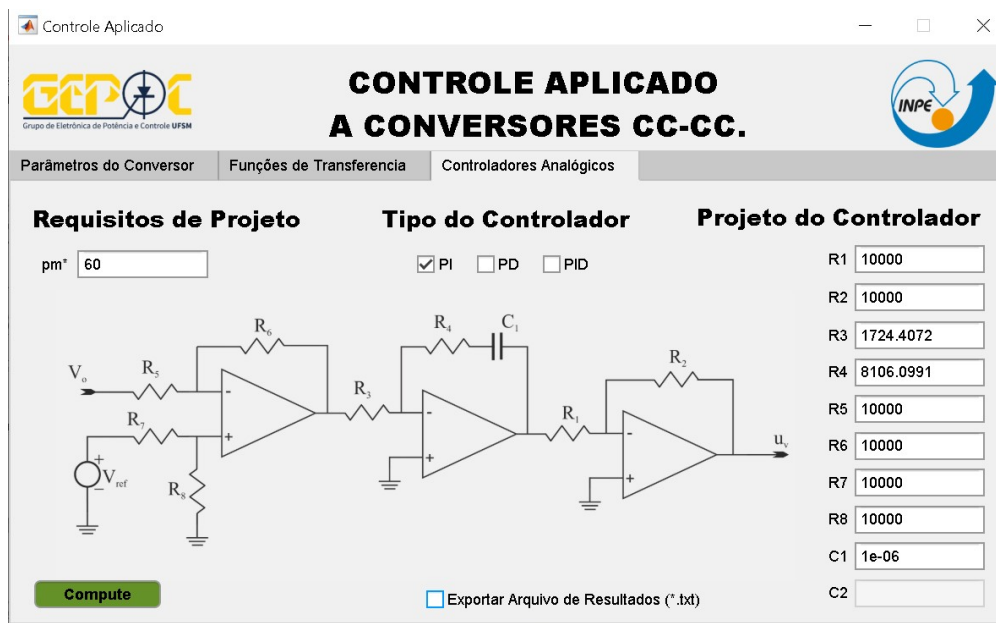 Controle Aplicado
GEPOC
Grupo de Eletrônica de Potência e Controle UFSM
CONTROLE APLICADO
A CONVERSORES CC-CC.
INPE
Parâmetros do Conversor
Funções de Transferencia
Controladores Analógicos
Requisitos de Projeto
pm* 60
Tipo do Controlador
PI PD PID
Projeto do Controlador
R1 10000
R2 10000
R3 1724.4072
R4 8106.0991
R5 10000
R6 10000
R7 10000
R8 10000
C1 1e-06
C2
Vo
R5
R6
R7
Vref
R8
R3
R4
C1
R1
R2
uv
- + - + - +
+ -
Compute
Exportar Arquivo de Resultados (*.txt)